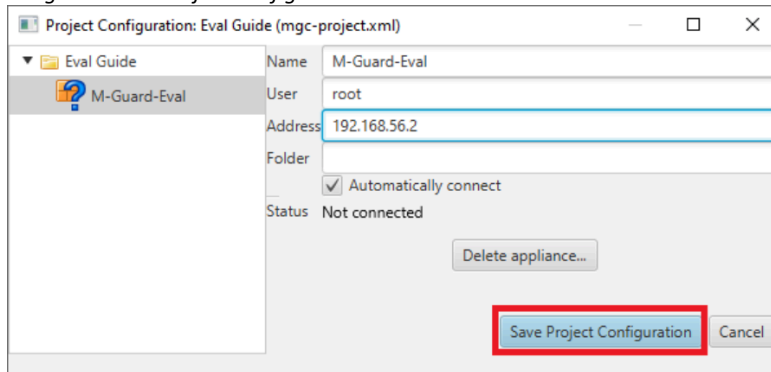 Project Configuration: Eval Guide (mgc-project.xml)
Eval Guide
M-Guard-Eval
Name M-Guard-Eval
User root
Address 192.168.56.2
Folder
Automatically connect
Status Not connected
Delete appliance...
Save Project Configuration Cancel